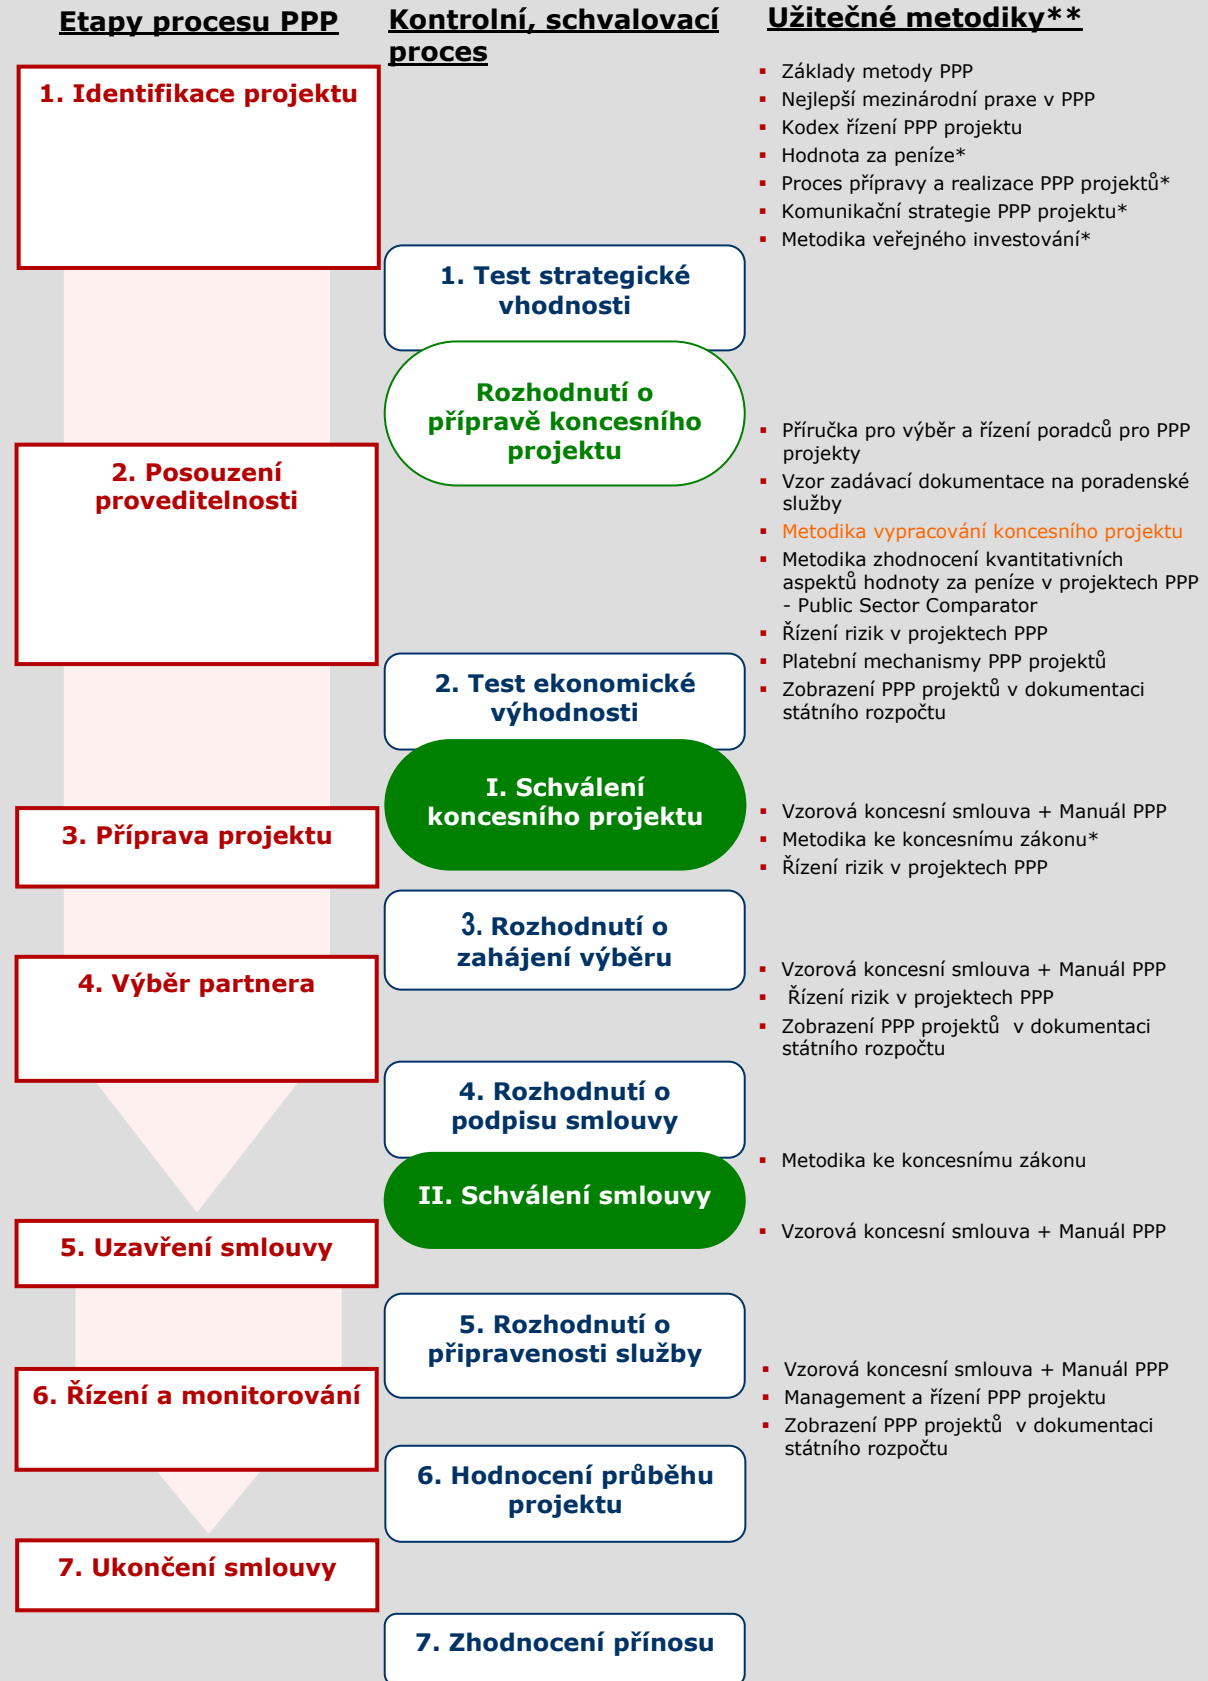 Etapy procesu PPP
Kontrolní, schvalovací
proces
Užitečné metodiky**
1. Identifikace projektu
▪ Základy metody PPP
▪ Nejlepší mezinárodní praxe v PPP
▪ Kodex řízení PPP projektu
▪ Hodnota za peníze*
▪ Proces přípravy a realizace PPP projektů*
▪ Komunikační strategie PPP projektu*
▪ Metodika veřejného investování*
1. Test strategické
vhodnosti
Rozhodnutí o
přípravě koncesního
projektu
2. Posouzení
proveditelnosti
▪ Příručka pro výběr a řízení poradců pro PPP
projekty
▪ Vzor zadávací dokumentace na poradenské
služby
▪ Metodika vypracování koncesního projektu
▪ Metodika zhodnocení kvantitativních
aspektů hodnoty za peníze v projektech PPP
- Public Sector Comparator
▪ Řízení rizik v projektech PPP
▪ Platební mechanismy PPP projektů
▪ Zobrazení PPP projektů v dokumentaci
státního rozpočtu
2. Test ekonomické
výhodnosti
I. Schválení
koncesního projektu
3. Příprava projektu
▪ Vzorová koncesní smlouva + Manuál PPP
▪ Metodika ke koncesnímu zákonu*
▪ Řízení rizik v projektech PPP
3. Rozhodnutí o
zahájení výběru
4. Výběr partnera
▪ Vzorová koncesní smlouva + Manuál PPP
▪ Řízení rizik v projektech PPP
▪ Zobrazení PPP projektů v dokumentaci
státního rozpočtu
4. Rozhodnutí o
podpisu smlouvy
▪ Metodika ke koncesnímu zákonu
II. Schválení smlouvy
5. Uzavření smlouvy
▪ Vzorová koncesní smlouva + Manuál PPP
5. Rozhodnutí o
připravenosti služby
6. Řízení a monitorování
▪ Vzorová koncesní smlouva + Manuál PPP
▪ Management a řízení PPP projektu
▪ Zobrazení PPP projektů v dokumentaci
státního rozpočtu
6. Hodnocení průběhu
projektu
7. Ukončení smlouvy
7. Zhodnocení přínosu